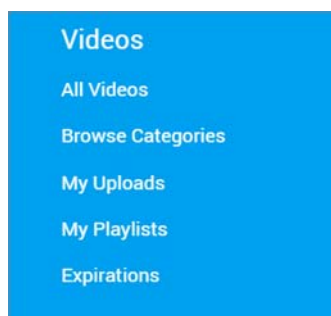 Videos
All Videos
Browse Categories
My Uploads
My Playlists
Expirations